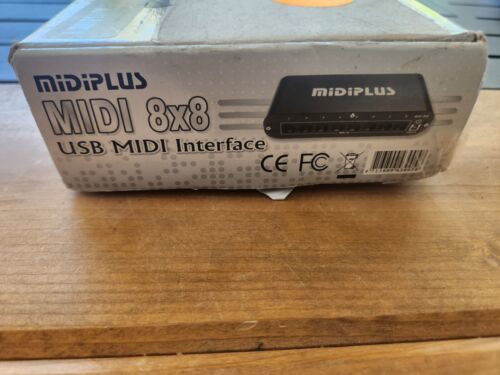 MIDIPLUS
MIDI 8x8
USB MIDI Interface
MIDIPLUS
CE FC